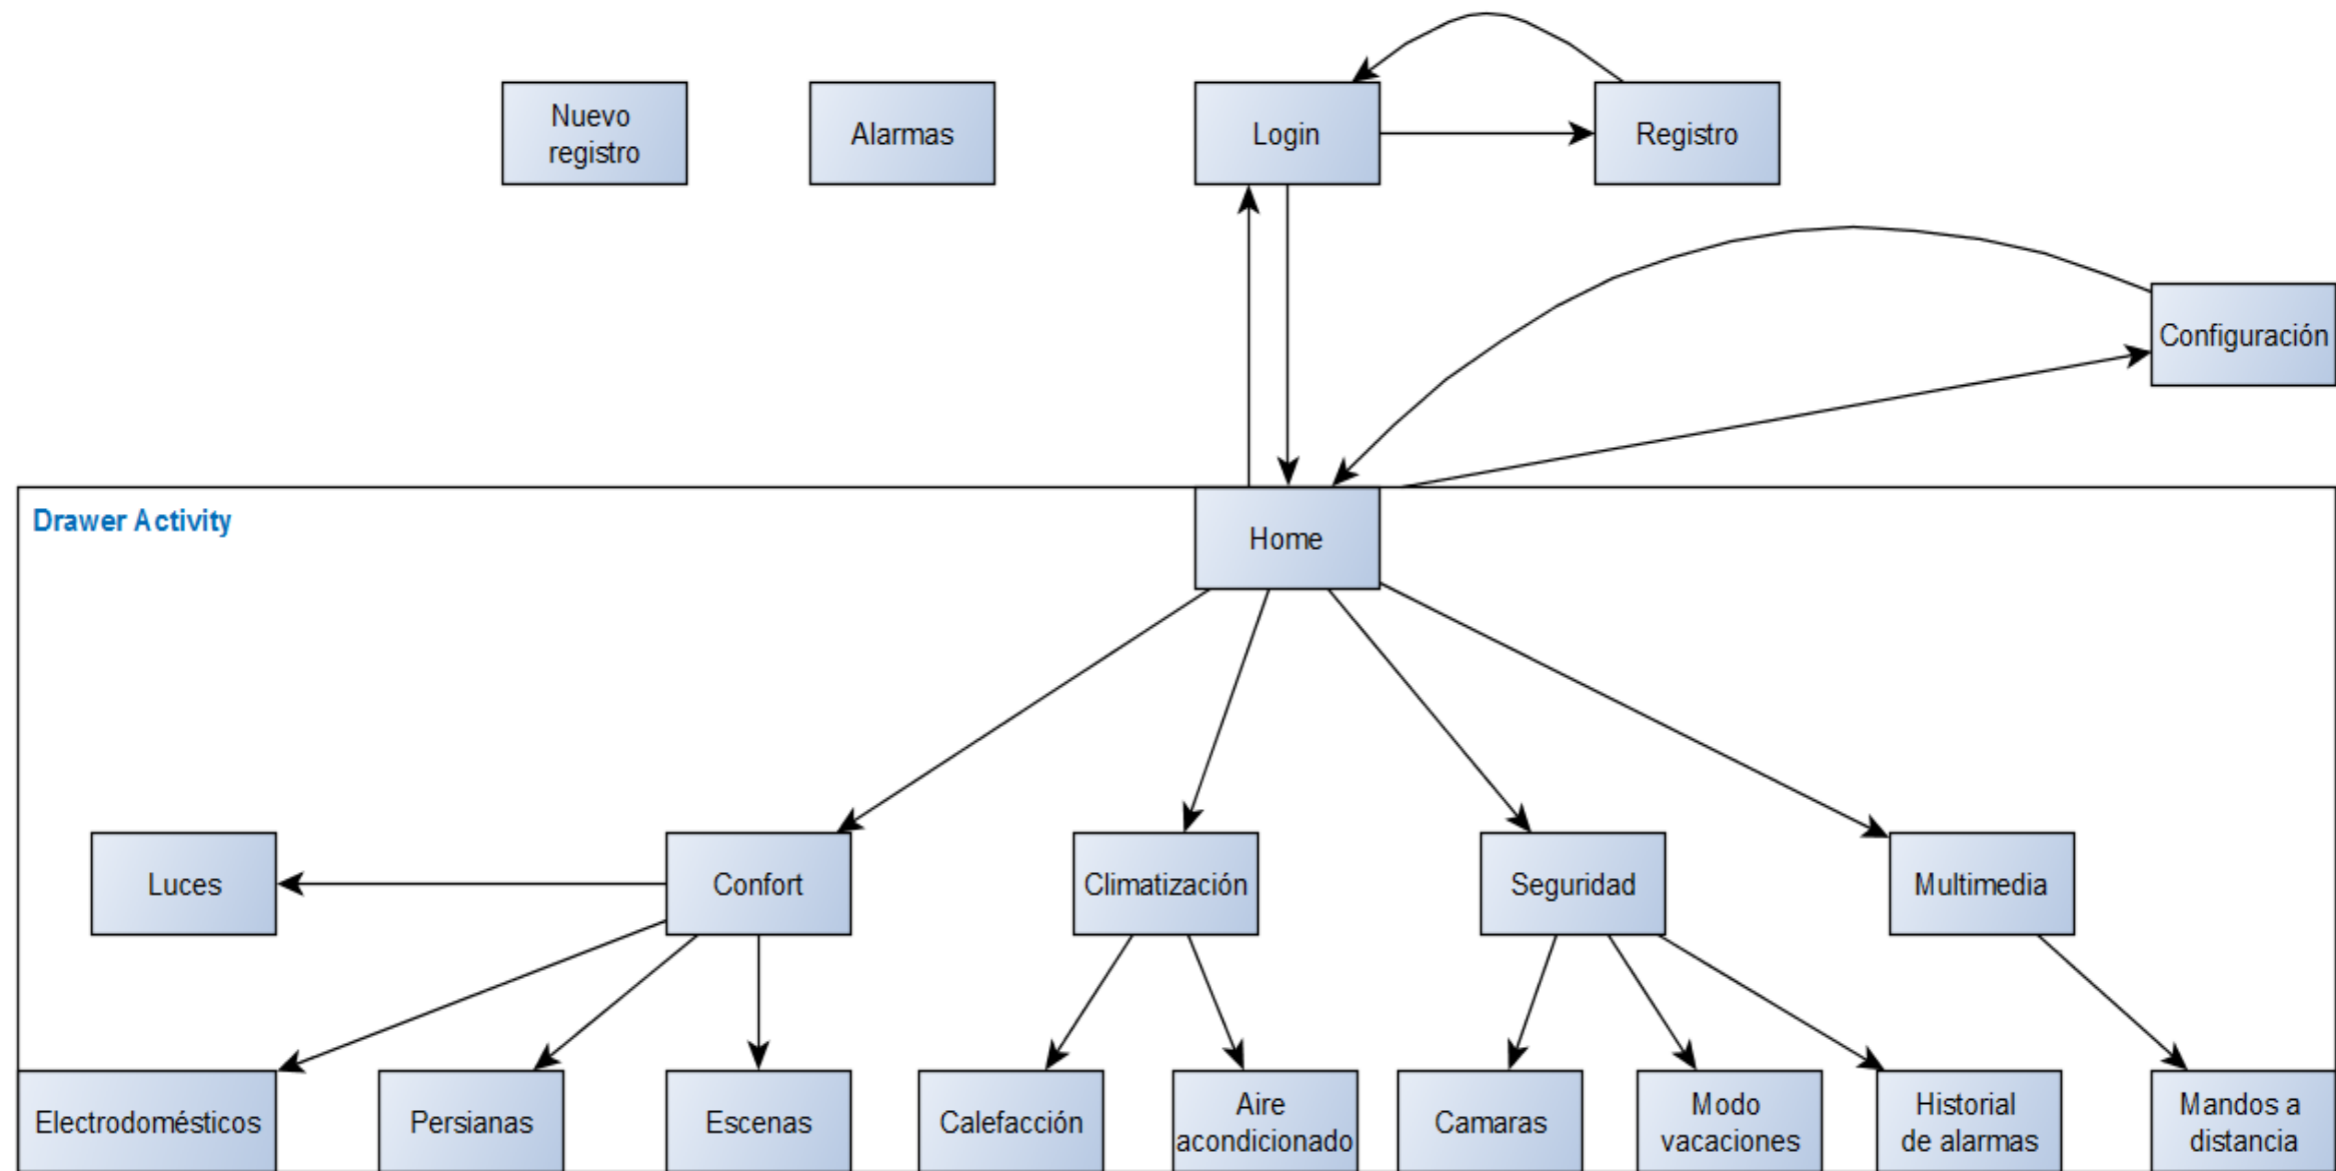 Nuevo
registro
Alarmas
Login
Registro
Configuración
Drawer Activity
Home
Luces
Confort
Climatización
Seguridad
Multimedia
Electrodomésticos
Persianas
Escenas
Calefacción
Aire
acondicionado
Camaras
Modo
vacaciones
Historial
de alarmas
Mandos a
distancia